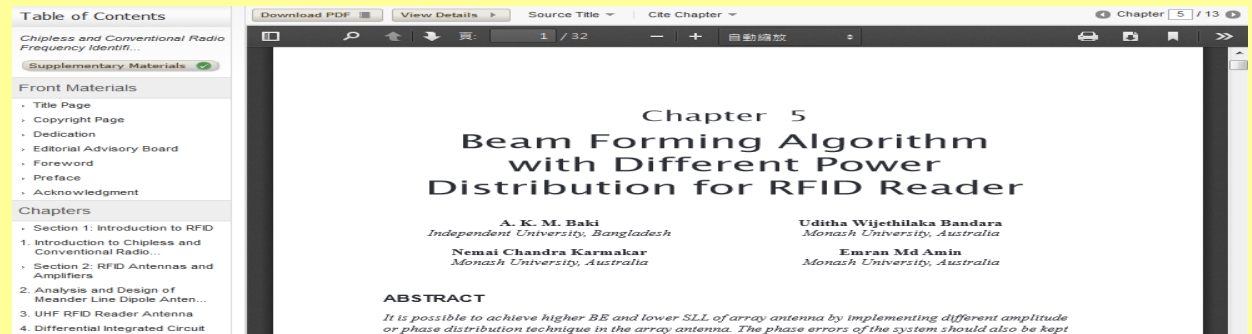 Table of Contents
Chipless and Conventional Radio
Frequency Identifi...
Supplementary Materials
Front Materials
Title Page
Copyright Page
Dedication
Editorial Advisory Board
Foreword
Preface
Acknowledgment
Chapters
Section 1: Introduction to RFID
1. Introduction to Chipless and
Conventional Radio...
Section 2: RFID Antennas and
Amplifiers
2. Analysis and Design of
Meander Line Dipole Anten...
3. UHF RFID Reader Antenna
4. Differential Integrated Circuit
Download PDF View Details Source Title Cite Chapter Chapter 5 / 13
頁: 1 / 32 自動縮放
Chapter 5
Beam Forming Algorithm
with Different Power
Distribution for RFID Reader
A. K. M. Baki
Independent University, Bangladesh
Uditha Wijethilaka Bandara
Monash University, Australia
Nemai Chandra Karmakar
Monash University, Australia
Emran Md Amin
Monash University, Australia
ABSTRACT
It is possible to achieve higher BE and lower SLL of array antenna by implementing different amplitude
or phase distribution technique in the array antenna. The phase errors of the system should also be kept